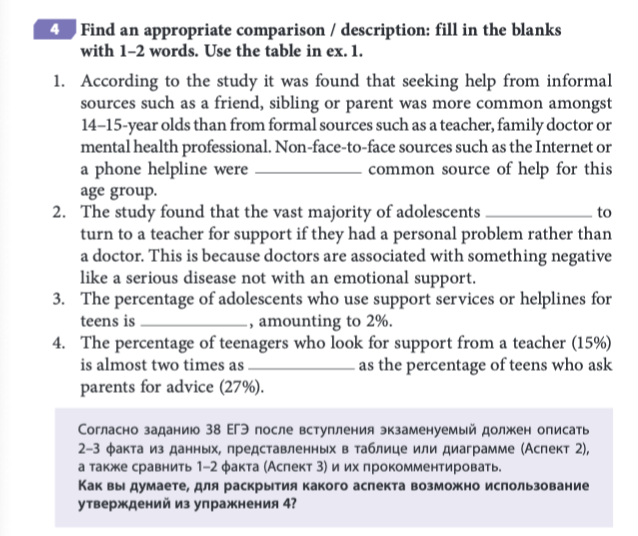 4 Find an appropriate comparison / description: fill in the blanks
with 1–2 words. Use the table in ex. 1.
1. According to the study it was found that seeking help from informal
sources such as a friend, sibling or parent was more common amongst
14–15-year olds than from formal sources such as a teacher, family doctor or
mental health professional. Non-face-to-face sources such as the Internet or
a phone helpline were ____________ common source of help for this
age group.
2. The study found that the vast majority of adolescents ____________ to
turn to a teacher for support if they had a personal problem rather than
a doctor. This is because doctors are associated with something negative
like a serious disease not with an emotional support.
3. The percentage of adolescents who use support services or helplines for
teens is ____________, amounting to 2%.
4. The percentage of teenagers who look for support from a teacher (15%)
is almost two times as ____________ as the percentage of teens who ask
parents for advice (27%).
Согласно заданию 38 ЕГЭ после вступления экзаменуемый должен описать
2–3 факта из данных, представленных в таблице или диаграмме (Аспект 2),
а также сравнить 1–2 факта (Аспект 3) и их прокомментировать.
Как вы думаете, для раскрытия какого аспекта возможно использование
утверждений из упражнения 4?